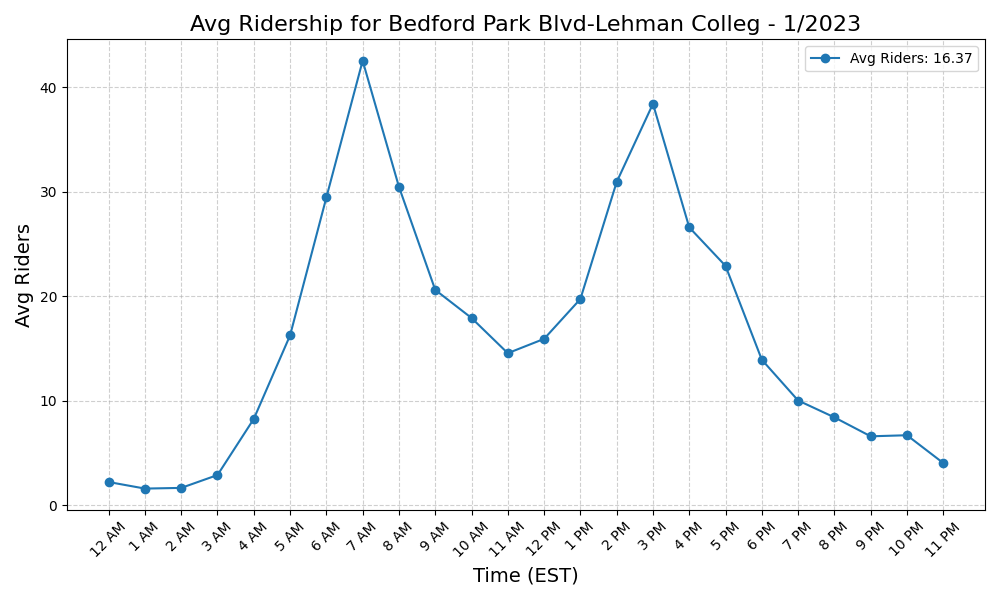 Avg Ridership for Bedford Park Blvd-Lehman Colleg - 1/2023
Avg Riders: 16.37
Avg Riders
40
30
20
10
0
12 AM
1 AM
2 AM
3 AM
4 AM
5 AM
6 AM
7 AM
8 AM
9 AM
10 AM
11 AM
12 PM
1 PM
2 PM
3 PM
4 PM
5 PM
6 PM
7 PM
8 PM
9 PM
10 PM
11 PM
Time (EST)